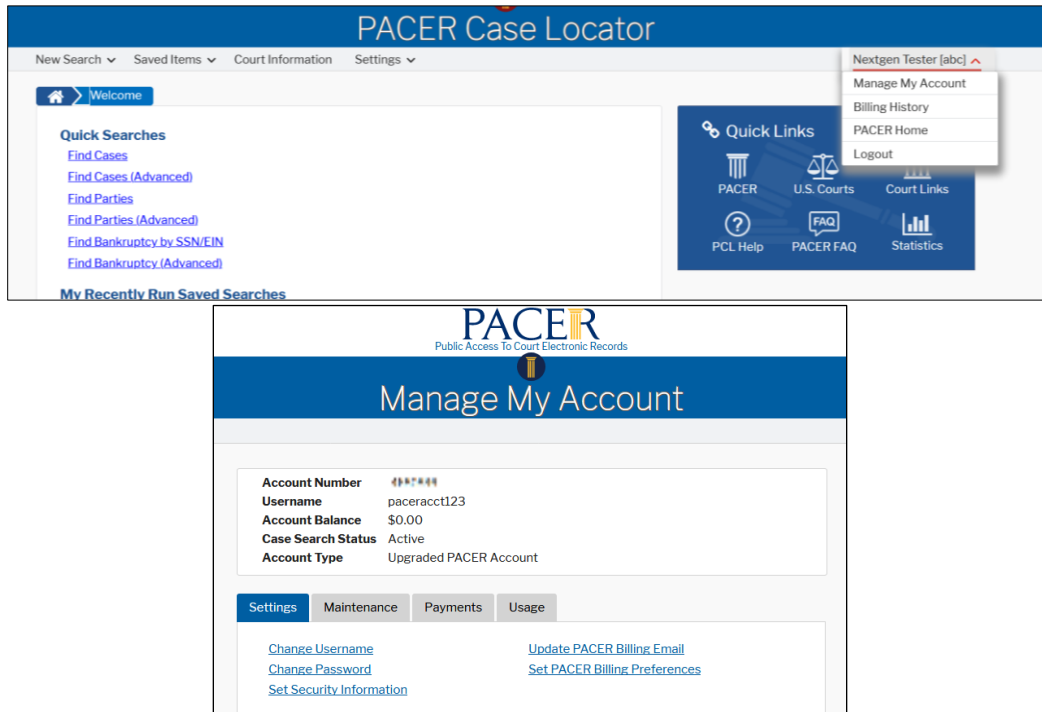 PACER Case Locator
New Search Saved Items Court Information Settings Nextgen Tester [abc]
Manage My Account
Billing History
PACER Home
Logout
Welcome
Quick Searches
Find Cases
Find Cases (Advanced)
Find Parties
Find Parties (Advanced)
Find Bankruptcy by SSN/EIN
Find Bankruptcy (Advanced)
My Recently Run Saved Searches
Quick Links
PACER U.S. Courts Court Links
FAQ
PCL Help PACER FAQ Statistics
PACER
Public Access To Court Electronic Records
Manage My Account
Account Number
Username paceracct123
Account Balance $0.00
Case Search Status Active
Account Type Upgraded PACER Account
Settings Maintenance Payments Usage
Change Username Update PACER Billing Email
Change Password Set PACER Billing Preferences
Set Security Information